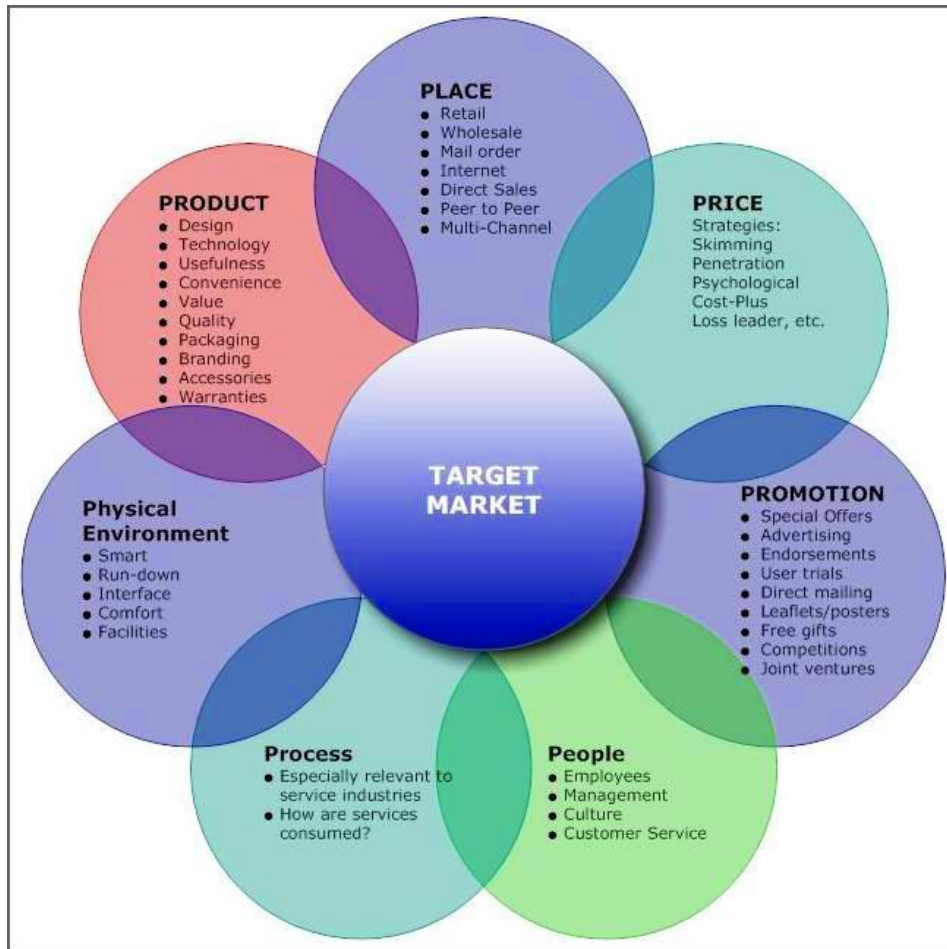 PLACE
● Retail
● Wholesale
● Mail order
● Internet
● Direct Sales
● Peer to Peer
● Multi-Channel
PRODUCT
● Design
● Technology
● Usefulness
● Convenience
● Value
● Quality
● Packaging
● Branding
● Accessories
● Warranties
PRICE
Strategies:
Skimming
Penetration
Psychological
Cost-Plus
Loss leader, etc.
TARGET
MARKET
Physical
Environment
● Smart
● Run-down
● Interface
● Comfort
● Facilities
PROMOTION
● Special Offers
● Advertising
● Endorsements
● User trials
● Direct mailing
● Leaflets/posters
● Free gifts
● Competitions
● Joint ventures
Process
● Especially relevant to
service industries
● How are services
consumed?
People
● Employees
● Management
● Culture
● Customer Service